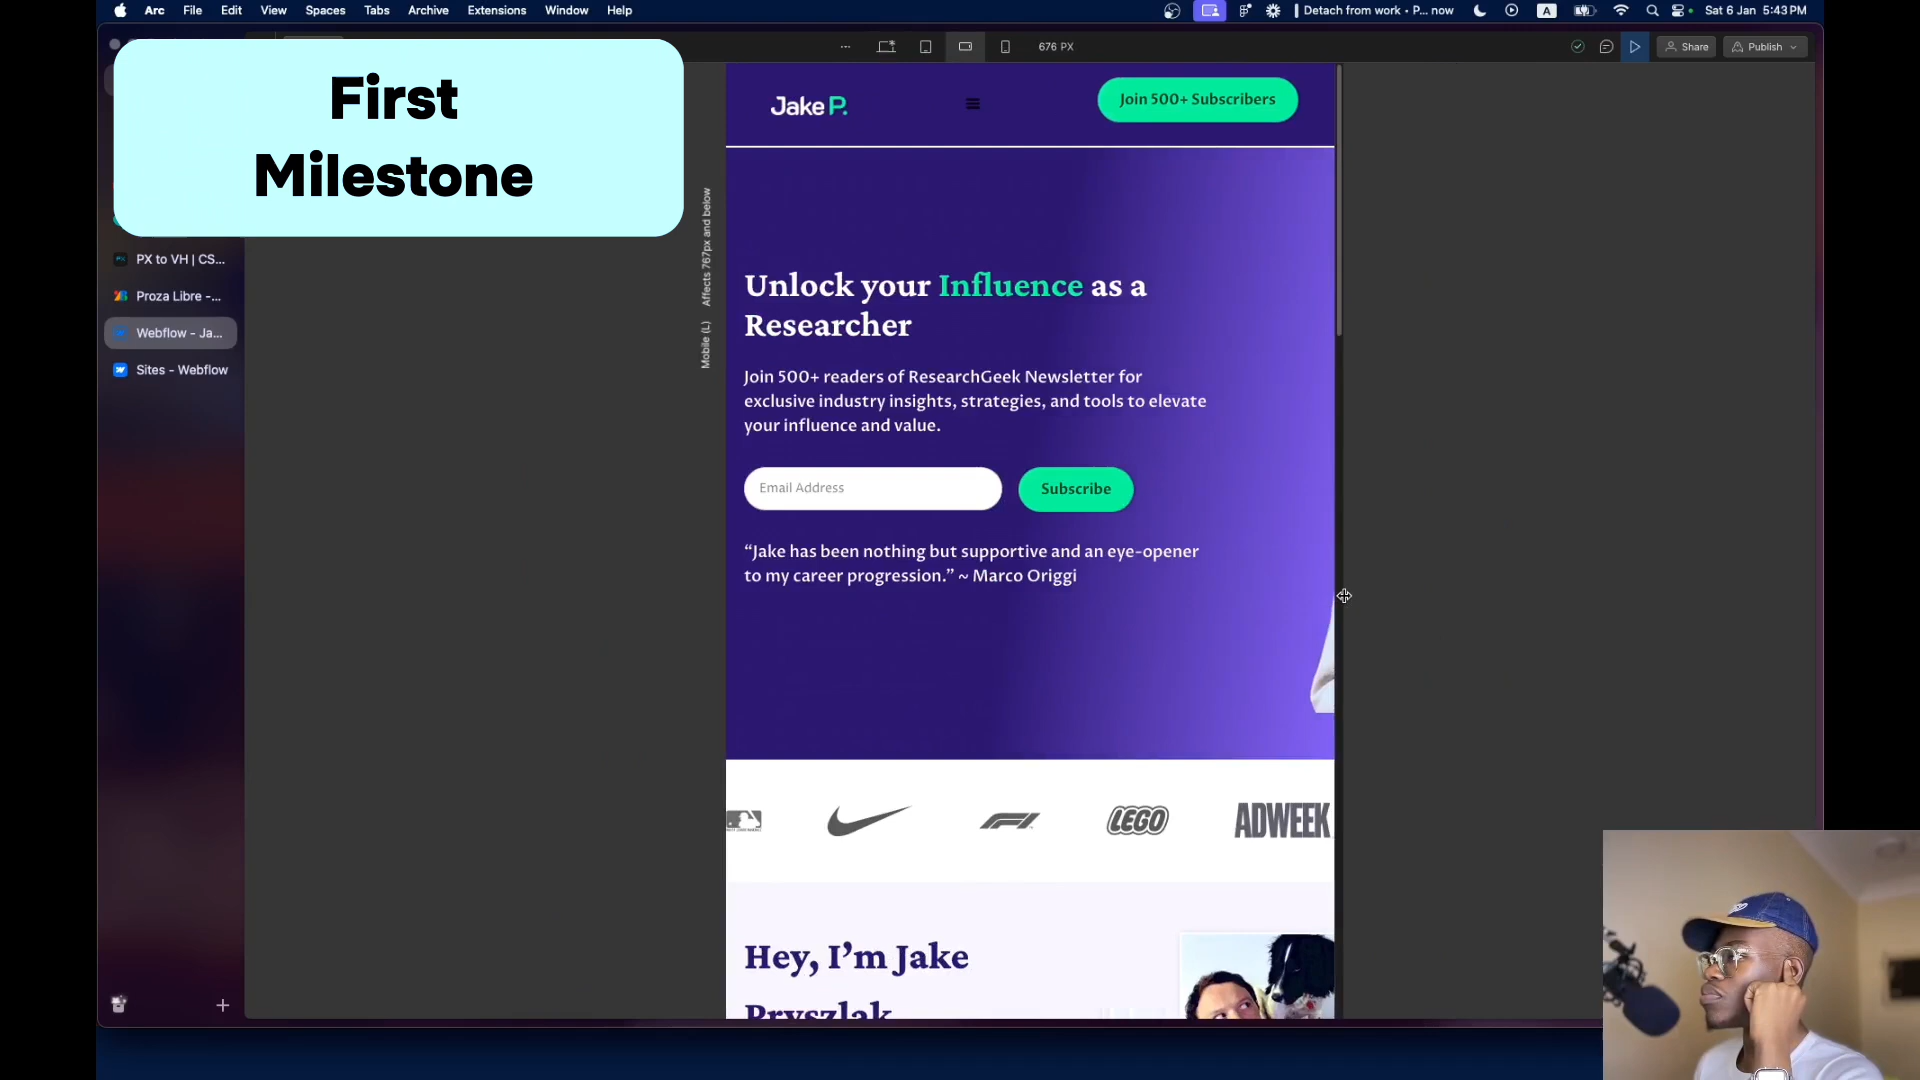 Arc File Edit View Spaces Tabs Archive Extensions Window Help
Detach from work • P... now
A
Sat 6 Jan 5:43 PM
First
Milestone
676 PX
Share
Publish
PX to VH | CS...
Proza Libre -...
Webflow - Ja...
Sites - Webflow
Mobile (L) Affects 767px and below
Jake P.
Join 500+ Subscribers
Unlock your Influence as a
Researcher
Join 500+ readers of ResearchGeek Newsletter for
exclusive industry insights, strategies, and tools to elevate
your influence and value.
Email Address
Subscribe
“Jake has been nothing but supportive and an eye-opener
to my career progression.” ~ Marco Origgi
LEGO
ADWEEK
Hey, I’m Jake
Pryszlak